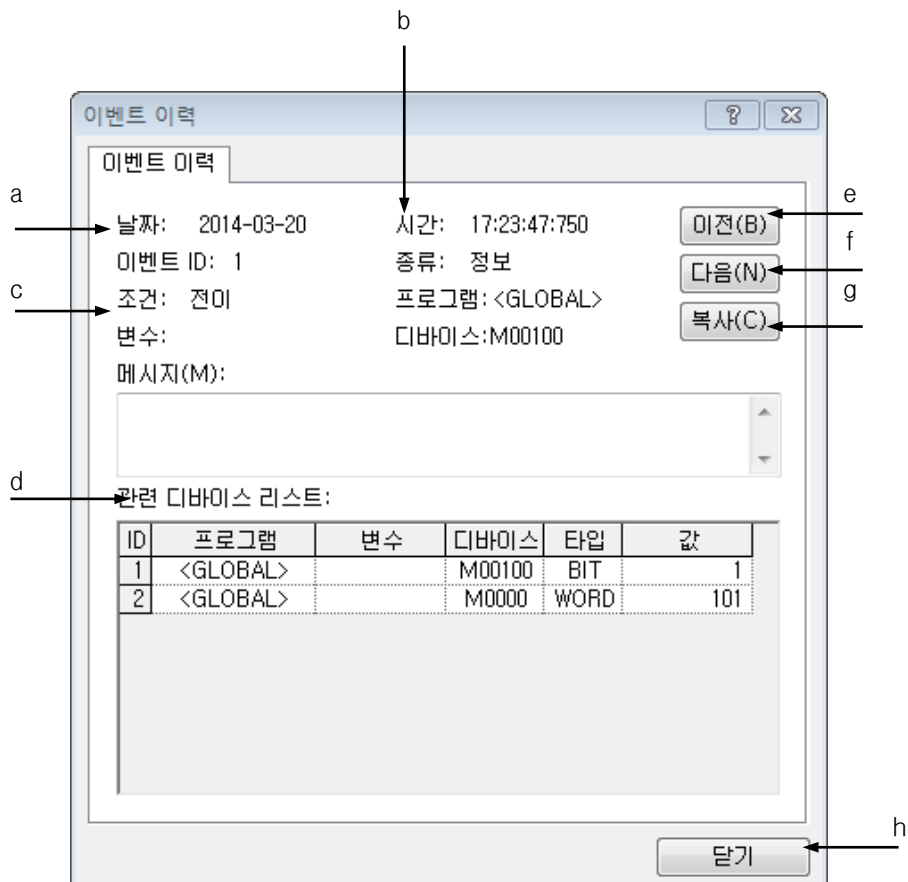 b
이벤트 이력
이벤트 이력
a
날짜: 2014-03-20 시간: 17:23:47:750 이전(B)
e
이벤트 ID: 1 종류: 정보 다음(N)
f
c
조건: 전이 프로그램:<GLOBAL>
g
변수: 디바이스:M00100 복사(C)
메시지(M):
d
관련 디바이스 리스트:
ID 프로그램 변수 디바이스 타입 값
1 <GLOBAL> M00100 BIT 1
2 <GLOBAL> M0000 WORD 101
h
닫기